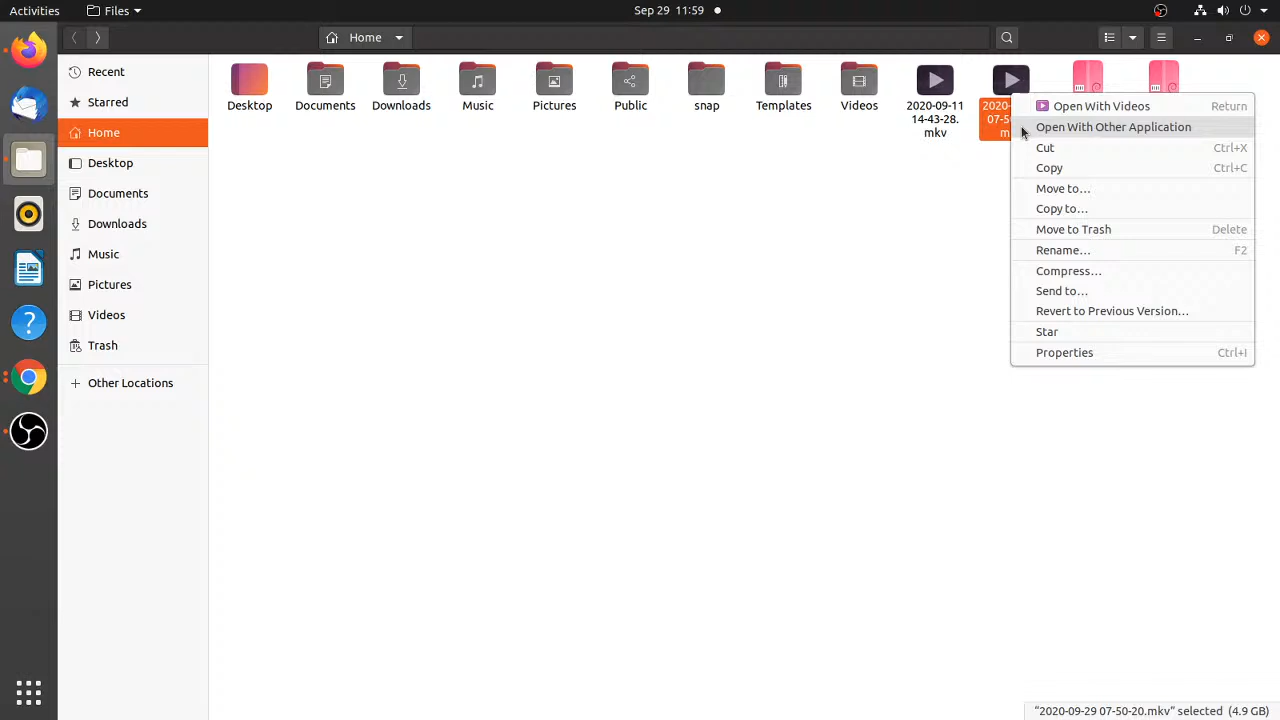 Activities
Files
Sep 29 11:59
Home
Recent
Starred
Home
Desktop
Documents
Downloads
Music
Pictures
Videos
Trash
Other Locations
Desktop
Documents
Downloads
Music
Pictures
Public
snap
Templates
Videos
2020-09-11
14-43-28.
mkv
2020-
07-5
m
Open With Videos Return
Open With Other Application
Cut Ctrl+X
Copy Ctrl+C
Move to…
Copy to…
Move to Trash Delete
Rename… F2
Compress…
Send to…
Revert to Previous Version…
Star
Properties Ctrl+I
"2020-09-29 07-50-20.mkv" selected (4.9 GB)